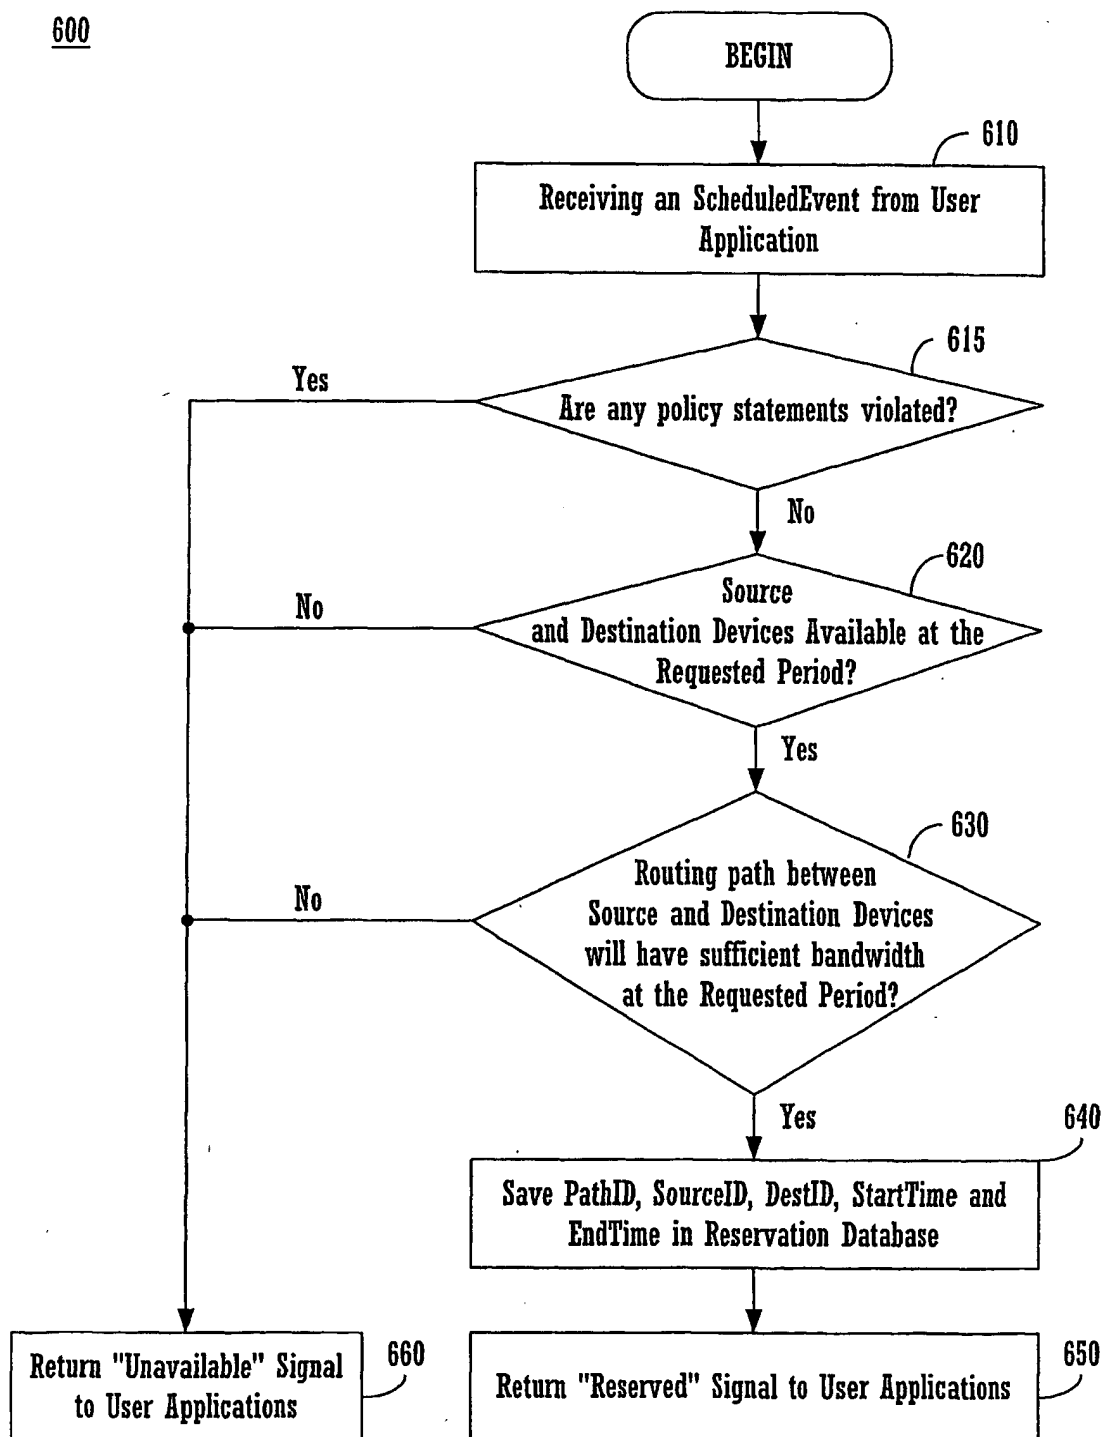 600
BEGIN
610
Receiving an ScheduledEvent from User
Application
615
Yes
Are any policy statements violated?
No
620
No
Source
and Destination Devices Available at the
Requested Period?
Yes
630
No
Routing path between
Source and Destination Devices
will have sufficient bandwidth
at the Requested Period?
Yes
640
Save PathID, SourceID, DestID, StartTime and
EndTime in Reservation Database
Return "Unavailable" Signal
to User Applications
660
Return "Reserved" Signal to User Applications
650